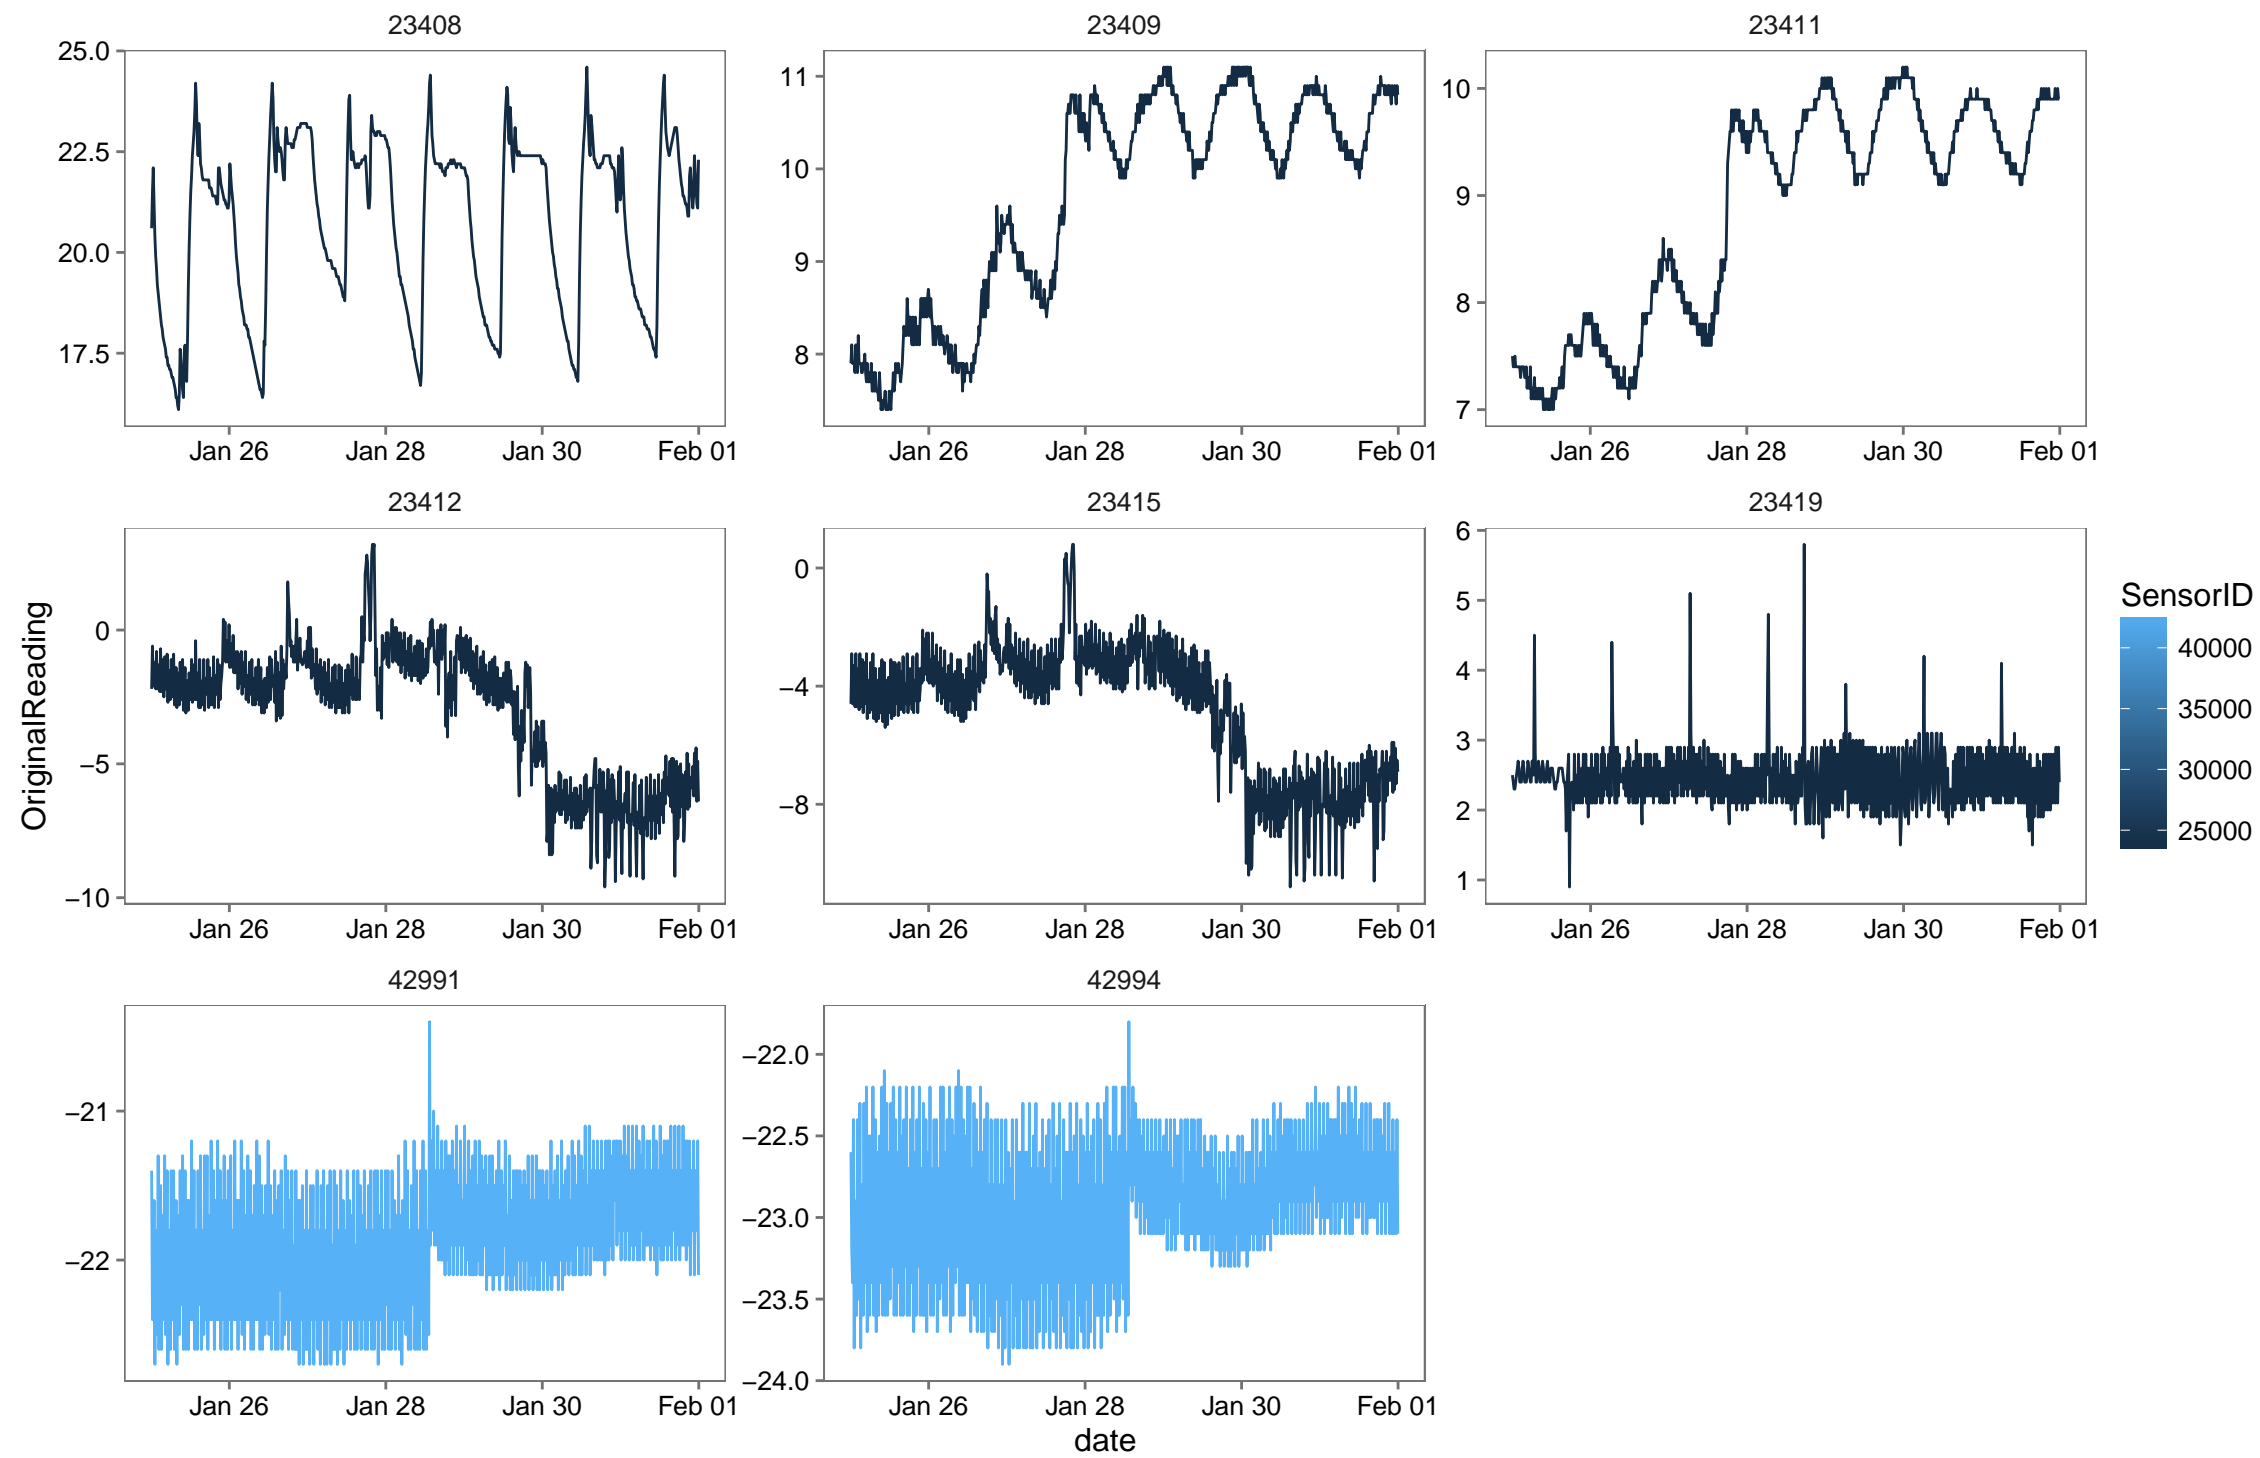 23408 23409 23411
25.0
22.5
20.0
17.5
Jan 26 Jan 28 Jan 30 Feb 01
11
10
9
8
Jan 26 Jan 28 Jan 30 Feb 01
10
9
8
7
Jan 26 Jan 28 Jan 30 Feb 01
OriginalReading
23412 23415 23419
0
−5
−10
Jan 26 Jan 28 Jan 30 Feb 01
0
−4
−8
Jan 26 Jan 28 Jan 30 Feb 01
6
5
4
3
2
1
Jan 26 Jan 28 Jan 30 Feb 01
SensorID
40000
35000
30000
25000
42991 42994
−21
−22
Jan 26 Jan 28 Jan 30 Feb 01
−22.0
−22.5
−23.0
−23.5
−24.0
Jan 26 Jan 28 Jan 30 Feb 01
date